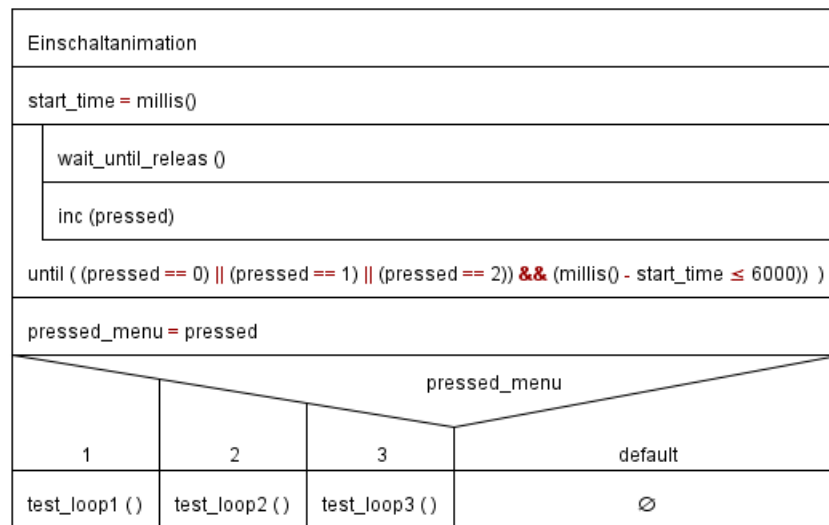 Einschaltanimation
start_time = millis()
wait_until_releas ()
inc (pressed)
until ( ((pressed == 0) || (pressed == 1) || (pressed == 2)) && (millis() - start_time ≤ 6000)) )
pressed_menu = pressed
pressed_menu
1 2 3 default
test_loop1 ( ) test_loop2 ( ) test_loop3 ( ) ∅